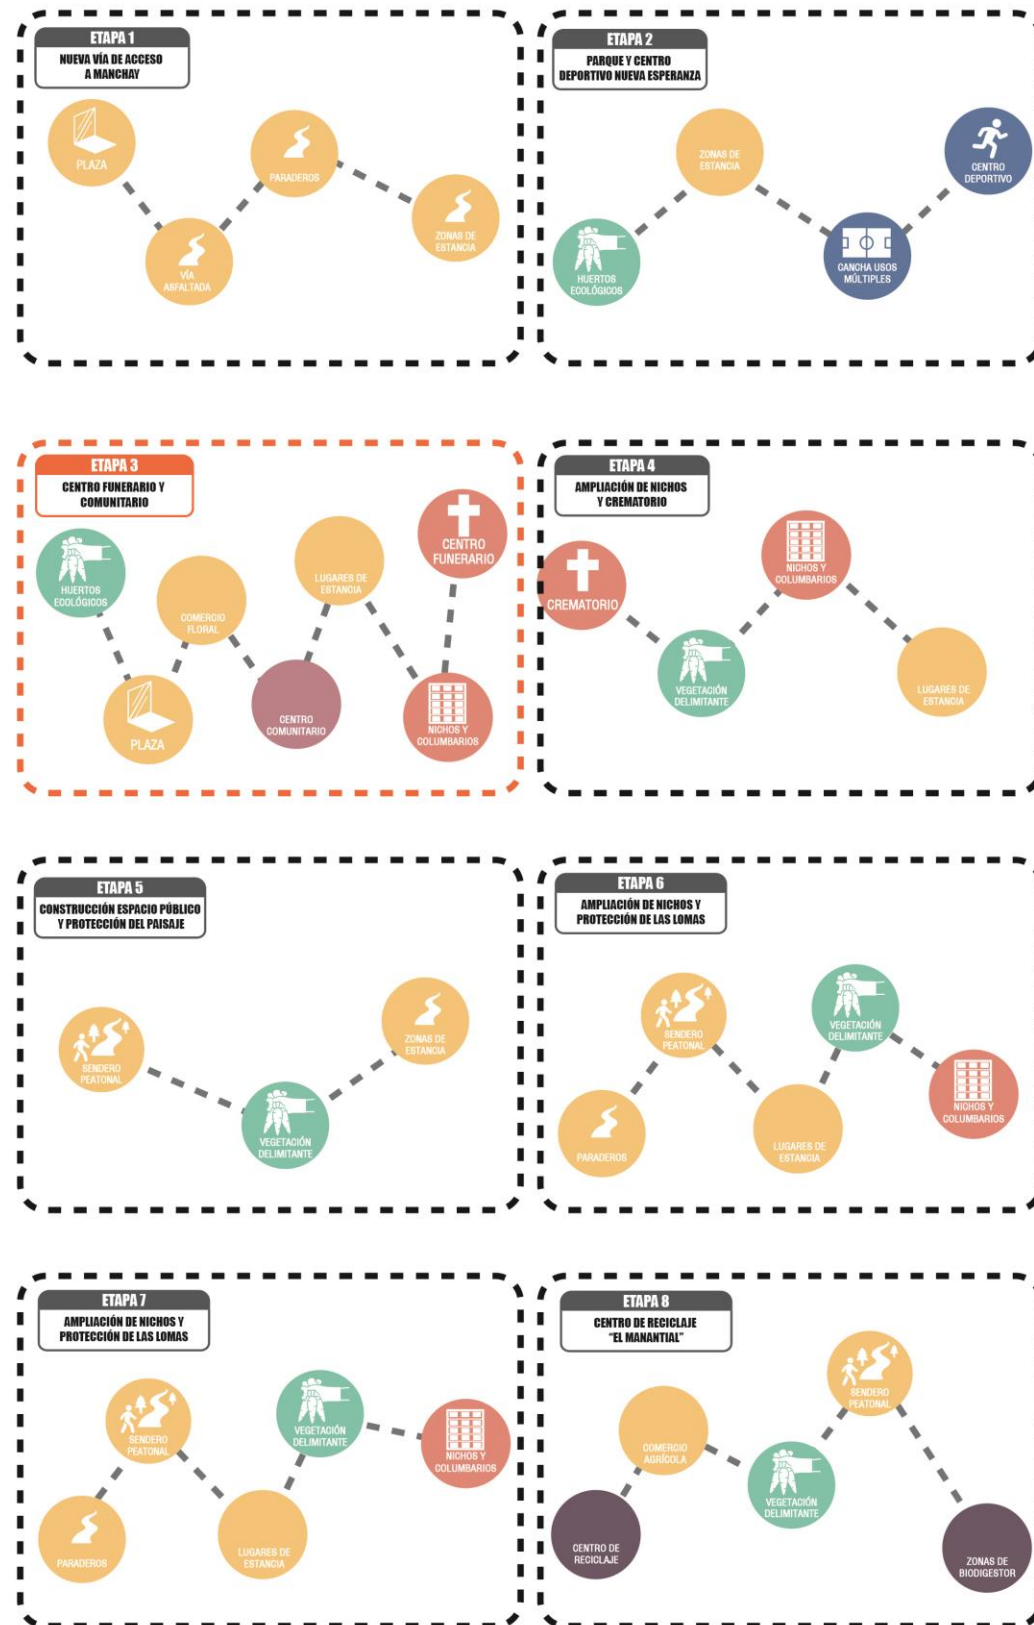 ETAPA 1
NUEVA VÍA DE ACCESO
A MANCHAY
PLAZA
VÍA
ASFALTADA
PARADEROS
ZONAS DE
ESTANCIA
ETAPA 2
PARQUE Y CENTRO
DEPORTIVO NUEVA ESPERANZA
HUERTOS
ECOLÓGICOS
ZONAS DE
ESTANCIA
CANCHA USOS
MÚLTIPLES
CENTRO
DEPORTIVO
ETAPA 3
CENTRO FUNERARIO Y
COMUNITARIO
HUERTOS
ECOLÓGICOS
PLAZA
COMERCIO
FLORAL
CENTRO
COMUNITARIO
LUGARES DE
ESTANCIA
NICHOS Y
COLUMBARIOS
CENTRO
FUNERARIO
ETAPA 4
AMPLIACIÓN DE NICHOS
Y CREMATORIO
CREMATORIO
VEGETACIÓN
DELIMITANTE
NICHOS Y
COLUMBARIOS
LUGARES DE
ESTANCIA
ETAPA 5
CONSTRUCCIÓN ESPACIO PÚBLICO
Y PROTECCIÓN DEL PAISAJE
SENDERO
PEATONAL
VEGETACIÓN
DELIMITANTE
ZONAS DE
ESTANCIA
ETAPA 6
AMPLIACIÓN DE NICHOS Y
PROTECCIÓN DE LAS LOMAS
PARADEROS
SENDERO
PEATONAL
LUGARES DE
ESTANCIA
VEGETACIÓN
DELIMITANTE
NICHOS Y
COLUMBARIOS
ETAPA 7
AMPLIACIÓN DE NICHOS Y
PROTECCIÓN DE LAS LOMAS
PARADEROS
SENDERO
PEATONAL
LUGARES DE
ESTANCIA
VEGETACIÓN
DELIMITANTE
NICHOS Y
COLUMBARIOS
ETAPA 8
CENTRO DE RECICLAJE
"EL MANANTIAL"
CENTRO DE
RECICLAJE
COMERCIO
AGRÍCOLA
VEGETACIÓN
DELIMITANTE
SENDERO
PEATONAL
ZONAS DE
BIODIGESTOR